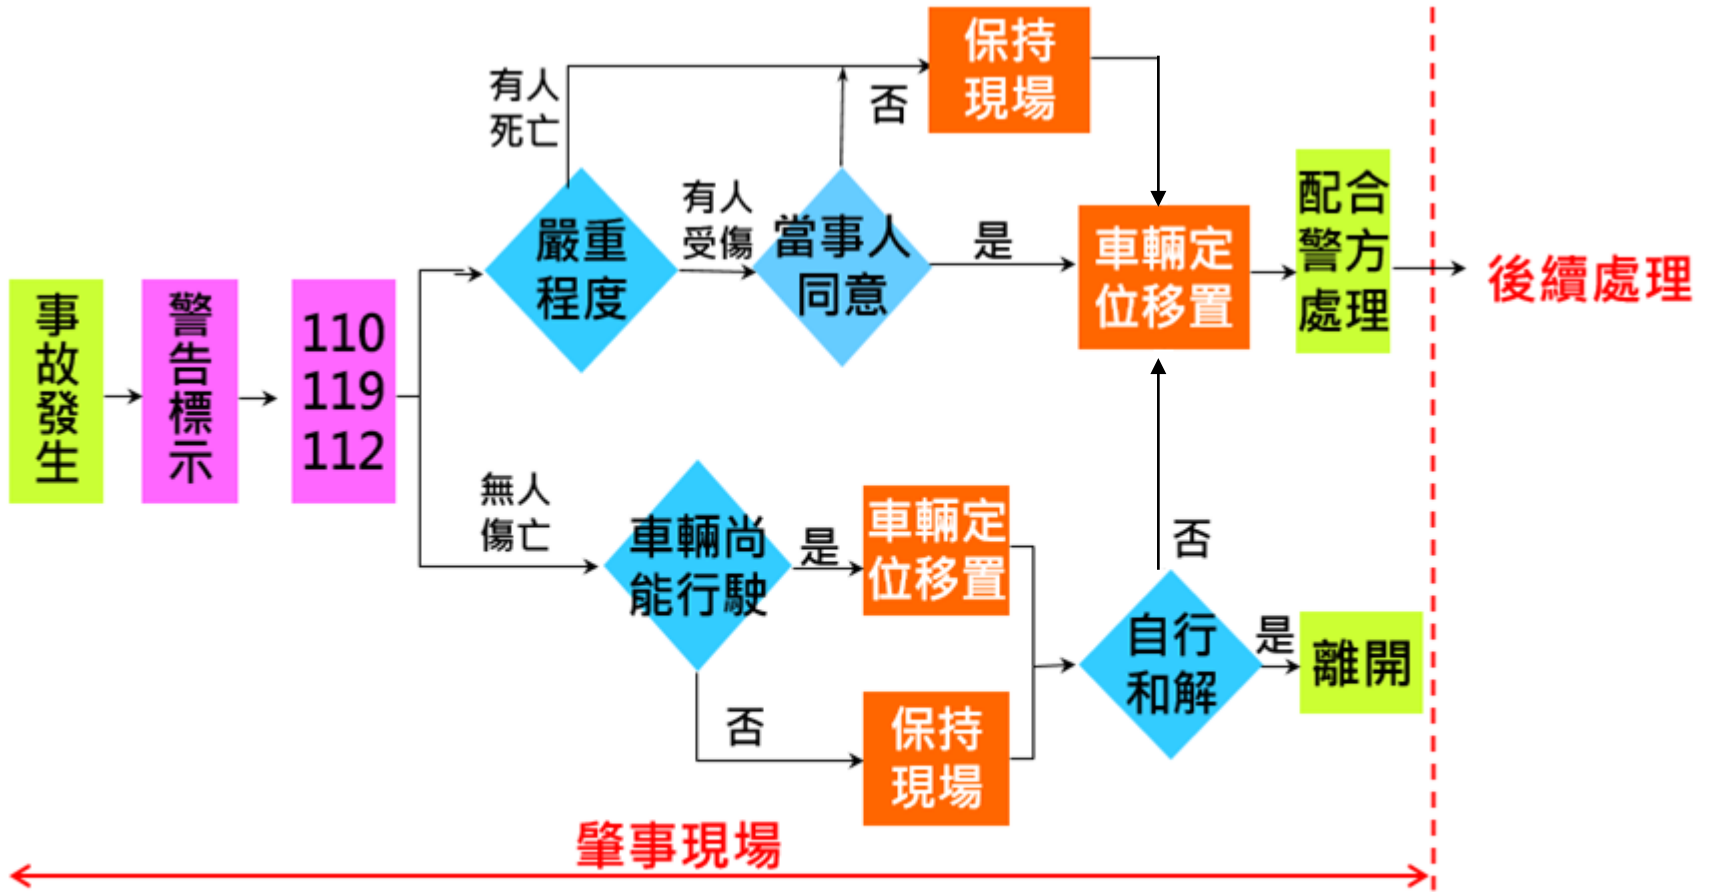 事
故
發
生
警
告
標
示
110
119
112
有人
死亡
嚴重
程度
有人
受傷
當事人
同意
否
保持
現場
是
車輛定
位移置
配合
警方
處理
後續處理
無人
傷亡
車輛尚
能行駛
是
車輛定
位移置
否
保持
現場
自行
和解
否
是
離開
肇事現場